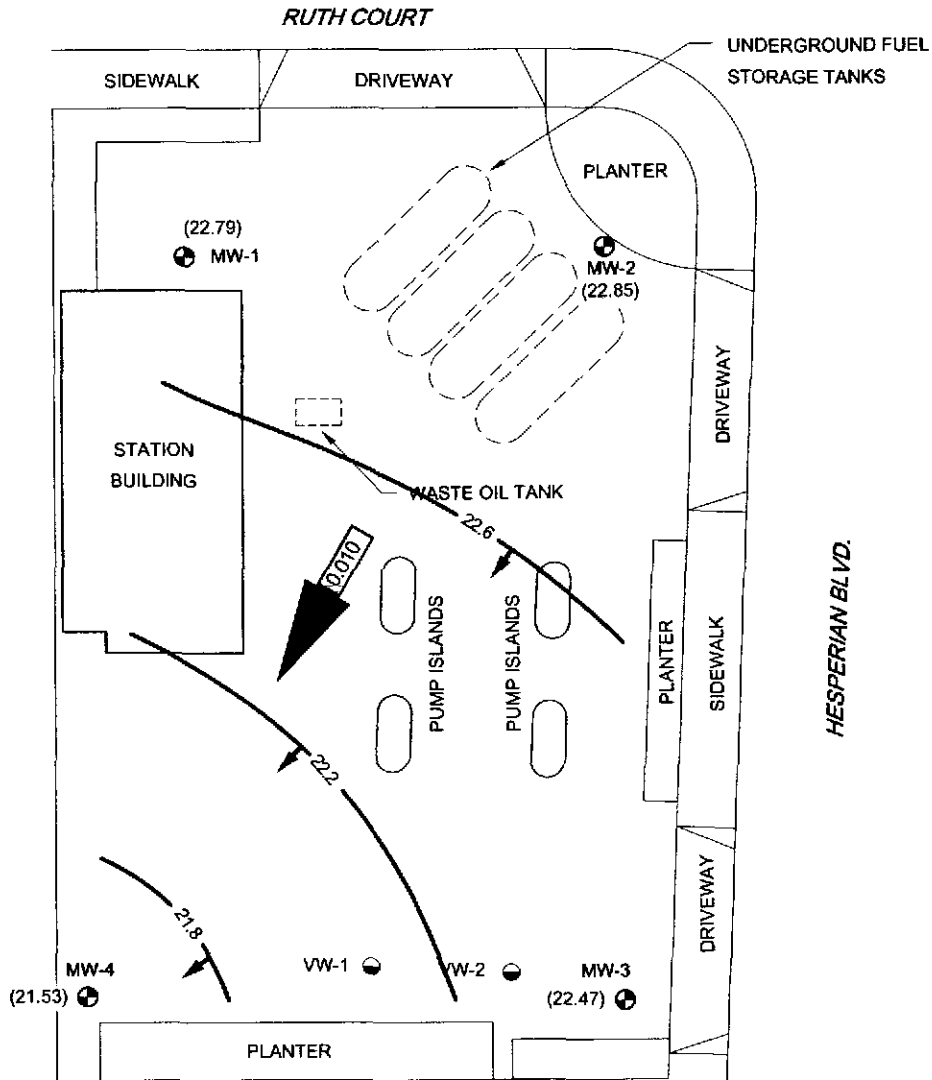 RUTH COURT
UNDERGROUND FUEL
STORAGE TANKS
SIDEWALK
DRIVEWAY
PLANTER
(22.79)
MW-1
MW-2
(22.85)
DRIVEWAY
STATION
BUILDING
WASTE OIL TANK
22.6
0.010
PUMP ISLANDS
PUMP ISLANDS
PLANTER
SIDEWALK
HESPERIAN BLVD.
22.2
DRIVEWAY
21.8
MW-4
(21.53)
VW-1
VW-2
MW-3
(22.47)
PLANTER